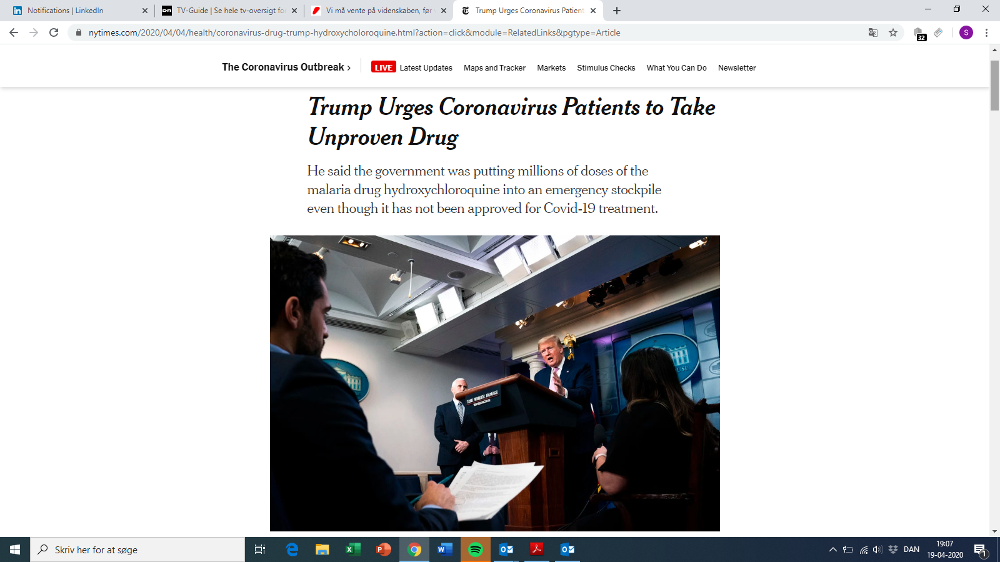 Notifications | LinkedIn
DR
TV-Guide | Se hele tv-oversigt fo
Vi må vente på videnskaben, før
Trump Urges Coronavirus Patient
nytimes.com/2020/04/04/health/coronavirus-drug-trump-hydroxycholoroquine.html?action=click&module=RelatedLinks&pgtype=Article
32
S
The Coronavirus Outbreak ›
LIVE Latest Updates
Maps and Tracker
Markets
Stimulus Checks
What You Can Do
Newsletter
Trump Urges Coronavirus Patients to Take
Unproven Drug
He said the government was putting millions of doses of the
malaria drug hydroxychloroquine into an emergency stockpile
even though it has not been approved for Covid-19 treatment.
THE WHITE HOUSE
WASHINGTON
Skriv her for at søge
DAN
19:07
19-04-2020
1